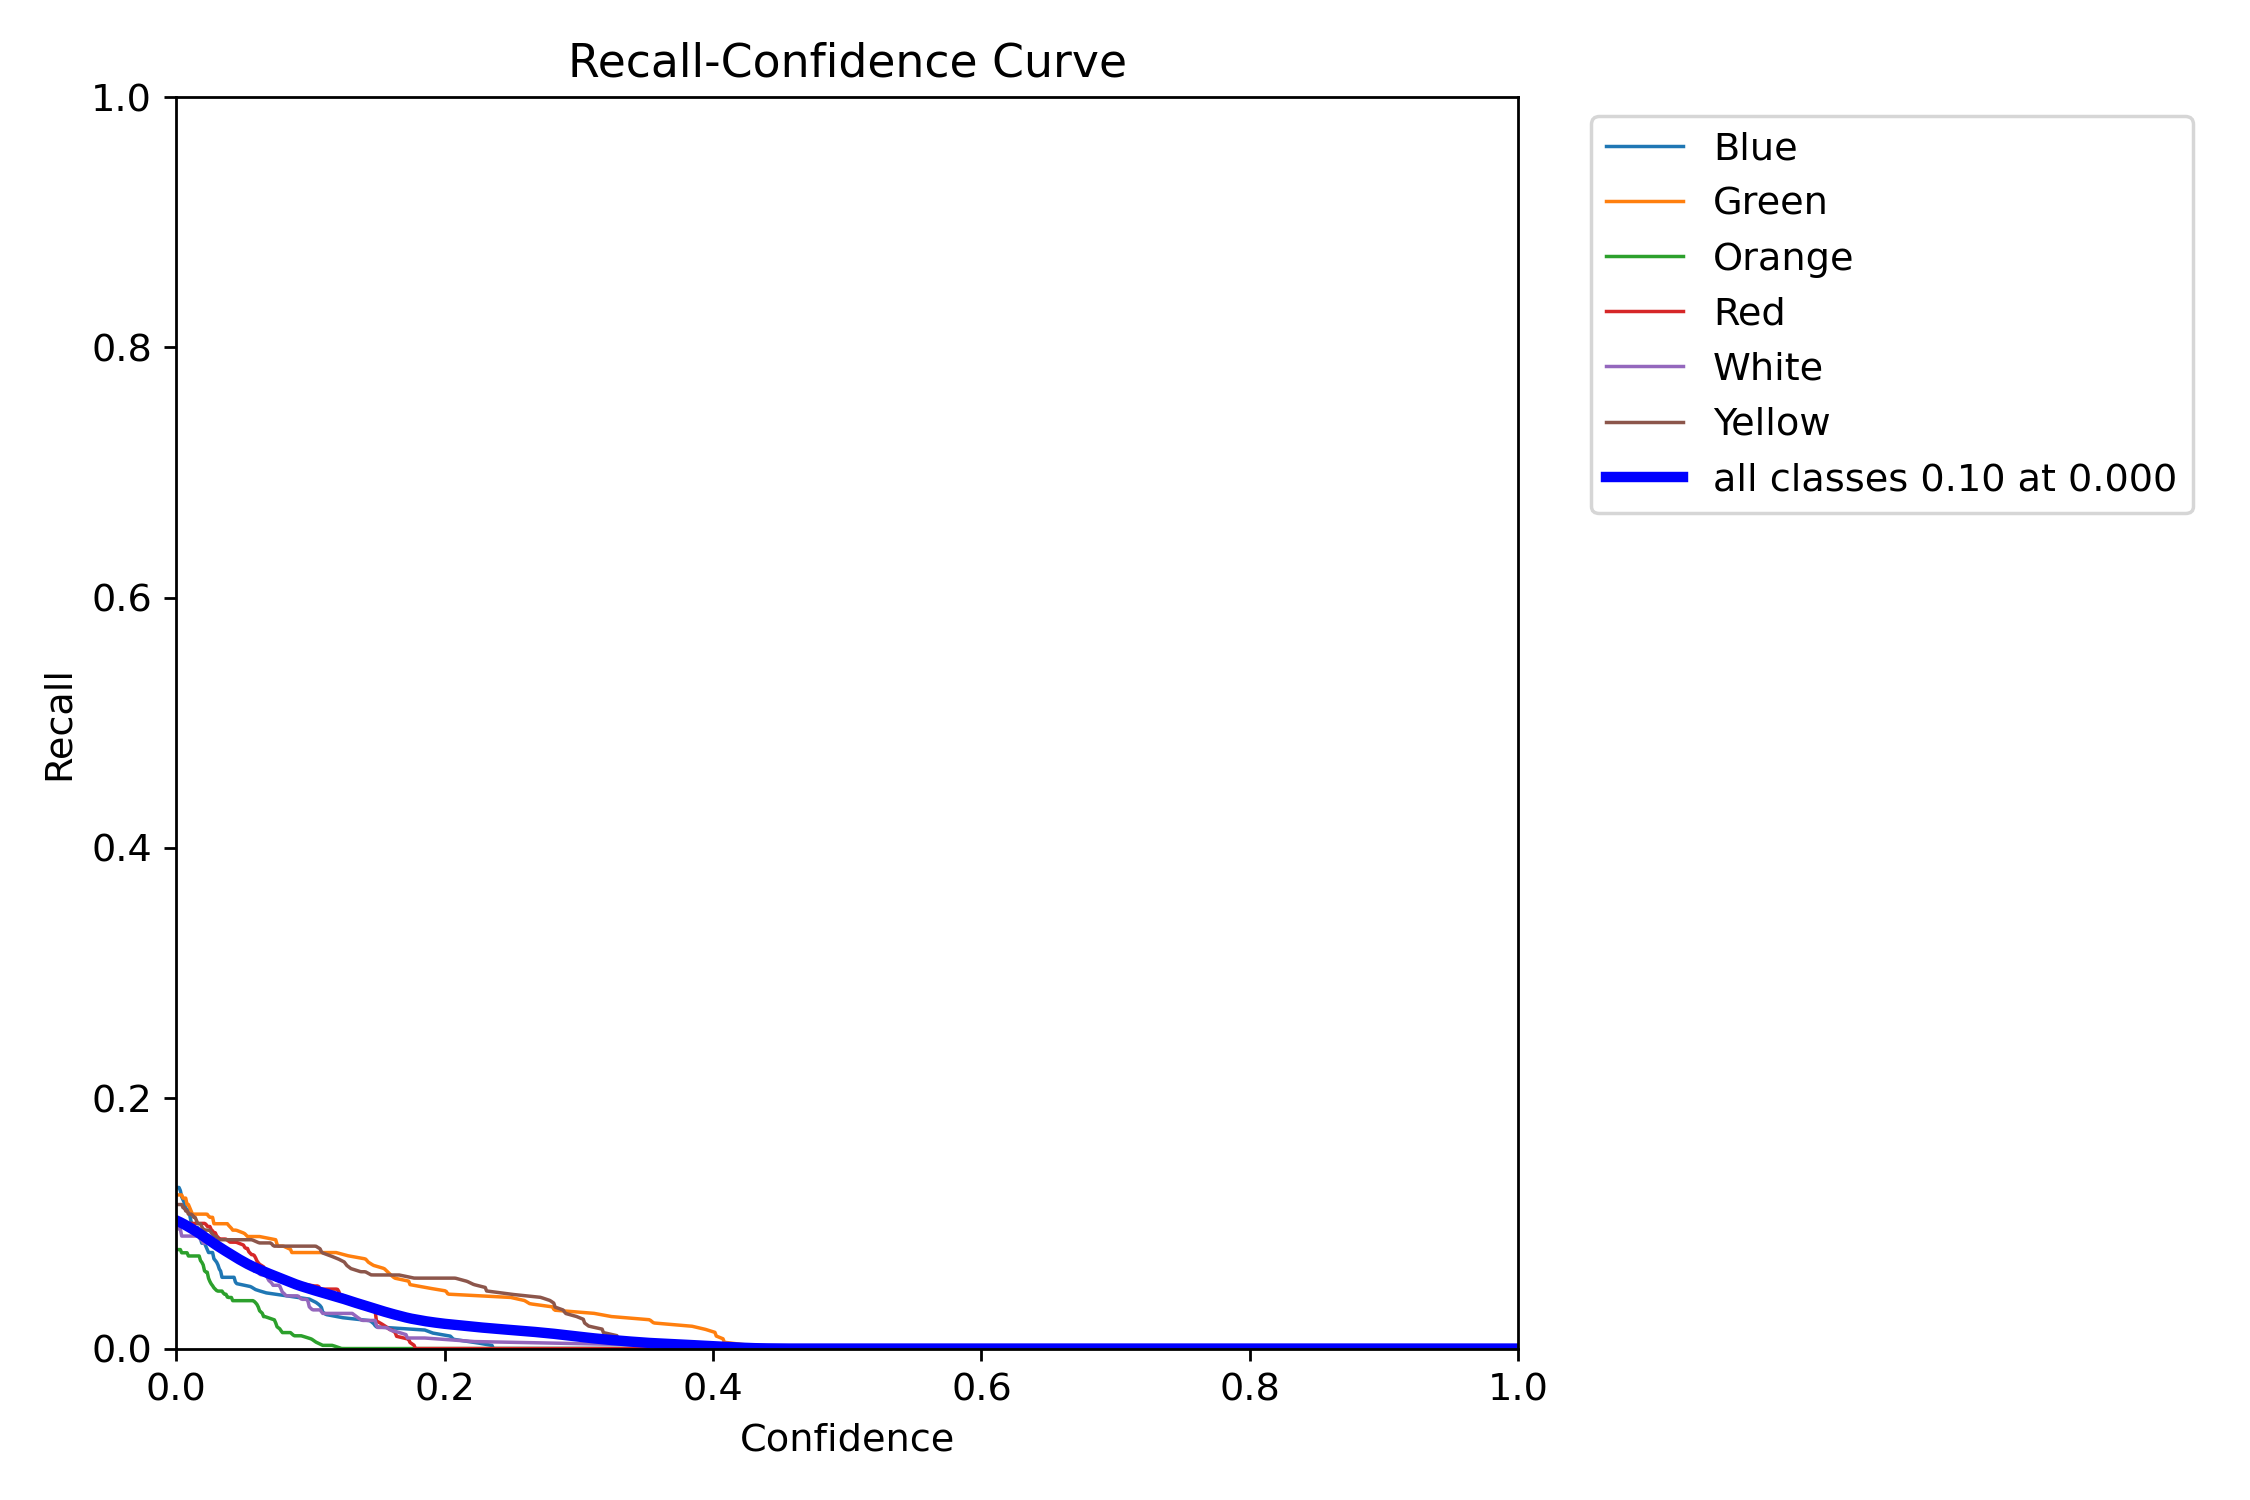 Recall-Confidence Curve
1.0
0.8
0.6
0.4
0.2
0.0
Recall
0.0 0.2 0.4 0.6 0.8 1.0
Confidence
Blue
Green
Orange
Red
White
Yellow
all classes 0.10 at 0.000